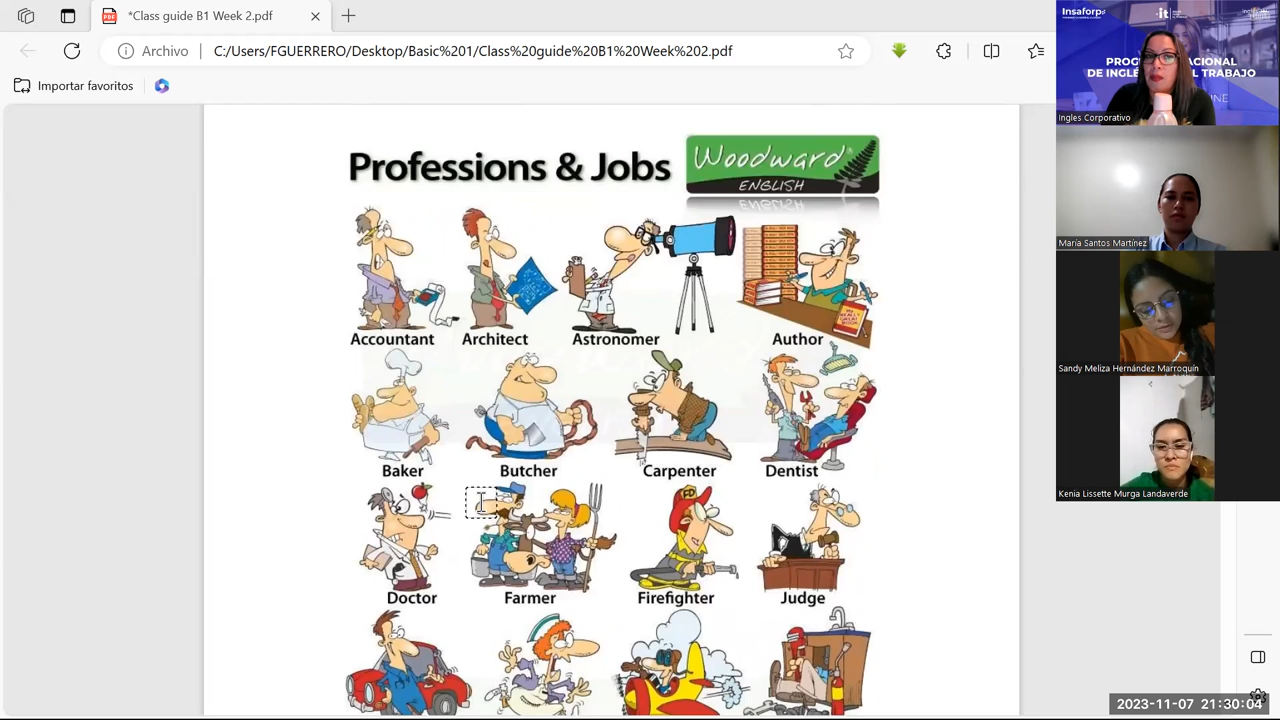 *Class guide B1 Week 2.pdf
Archivo
C:/Users/FGUERRERO/Desktop/Basic%201/Class%20guide%20B1%20Week%202.pdf
Importar favoritos
Professions & Jobs
Woodward
ENGLISH
Accountant
Architect
Astronomer
Author
Baker
Butcher
Carpenter
Dentist
Doctor
Farmer
Firefighter
Judge
Insaforp
Ingles Corporativo
María Santos Martínez
Sandy Meliza Hernández Marroquín
Kenia Lissette Murga Landaverde
2023-11-07 21:30:04